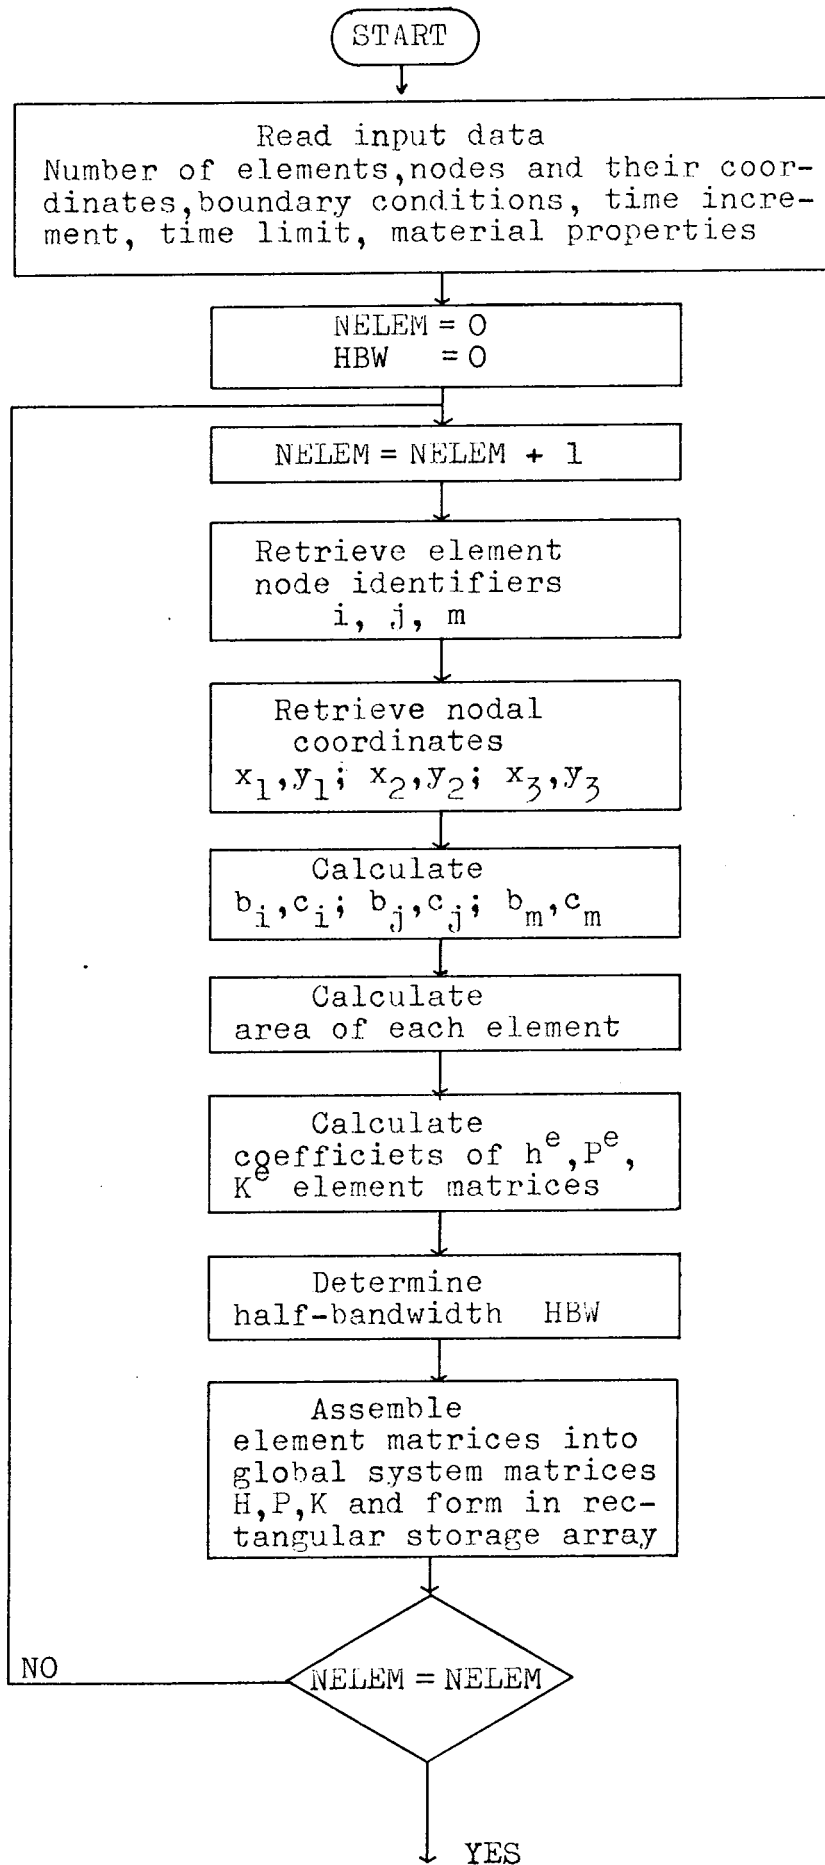 START
Read input data
Number of elements,nodes and their coor-
dinates,boundary conditions, time incre-
ment, time limit, material properties
NELEM = 0
HBW = 0
NELEM = NELEM + 1
Retrieve element
node identifiers
i, j, m
Retrieve nodal
coordinates
x₁,y₁; x₂,y₂; x₃,y₃
Calculate
bᵢ,cᵢ; bⱼ,cⱼ; bₘ,cₘ
Calculate
area of each element
Calculate
coefficiets of hᵉ,Pᵉ,
Kᵉ element matrices
Determine
half-bandwidth HBW
Assemble
element matrices into
global system matrices
H,P,K and form in rec-
tangular storage array
NO
NELEM = NELEM
YES